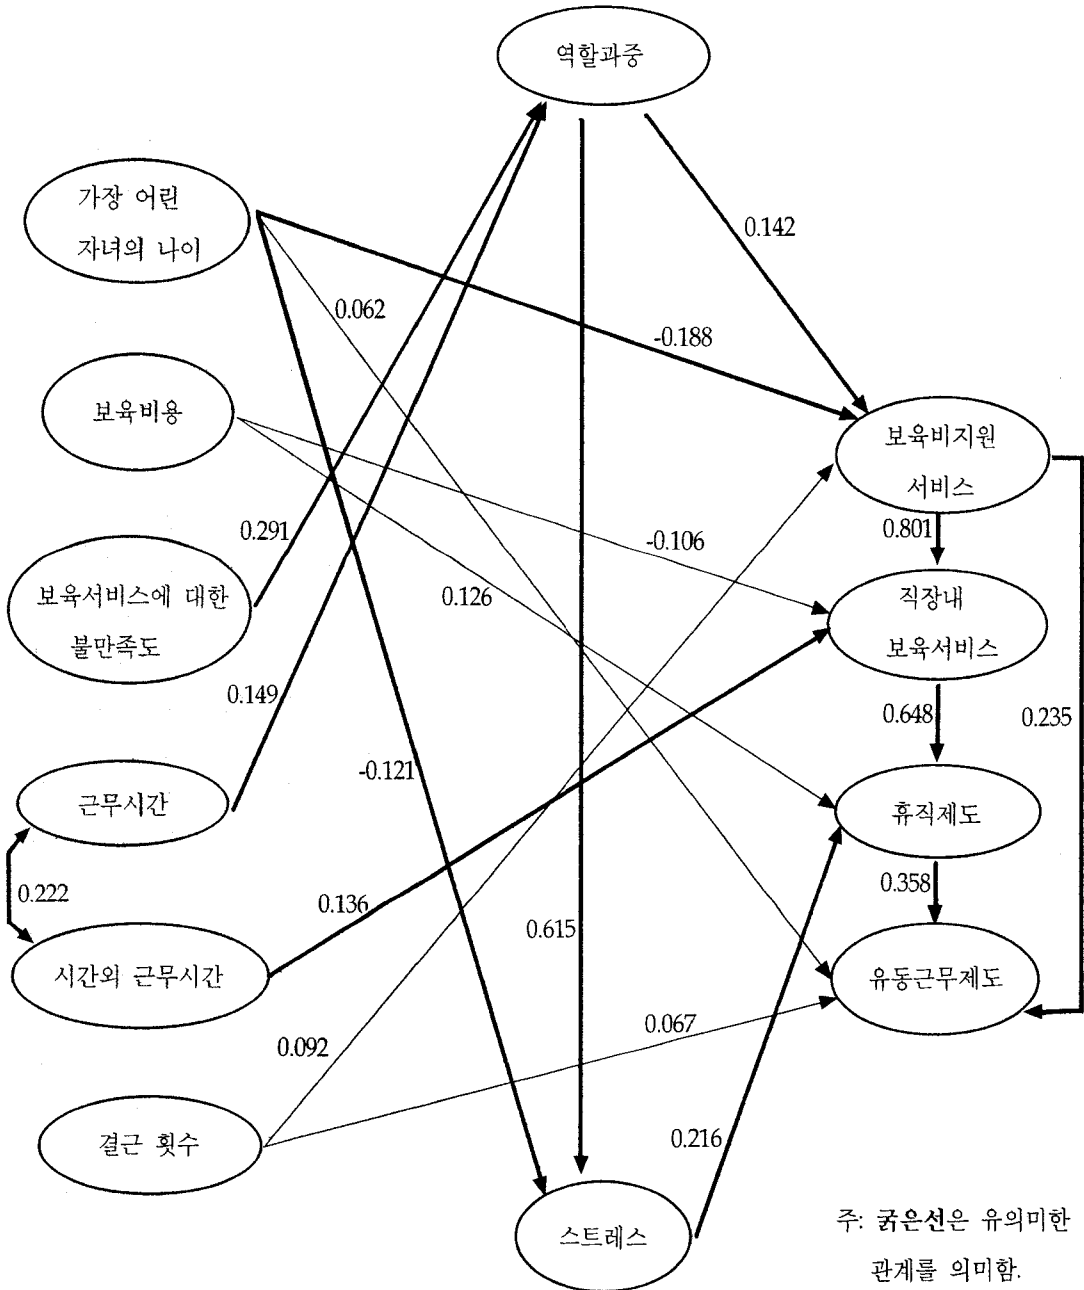 역할과중
가장 어린
자녀의 나이
0.142
0.062
-0.188
보육비용
보육비지원
서비스
0.291
-0.106
0.801
보육서비스에 대한
불만족도
0.126
직장내
보육서비스
0.149
0.648
0.235
-0.121
근무시간
휴직제도
0.222
0.136
0.358
0.615
시간외 근무시간
유동근무제도
0.092
0.067
결근 횟수
0.216
스트레스
주: 굵은선은 유의미한
관계를 의미함.